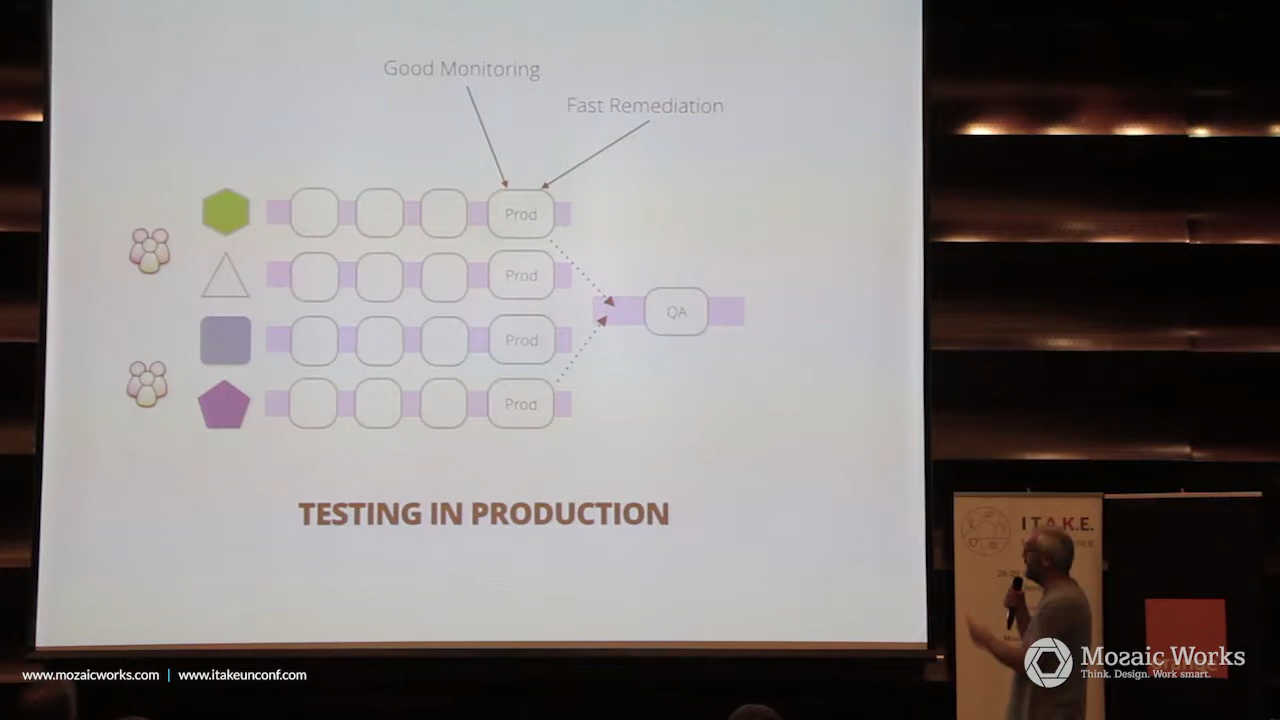 Good Monitoring
Fast Remediation
Prod
Prod
QA
Prod
Prod
TESTING IN PRODUCTION
I.T.A.K.E.
www.mozaicworks.com | www.itakeunconf.com
Mozaic Works
Think. Design. Work smart.